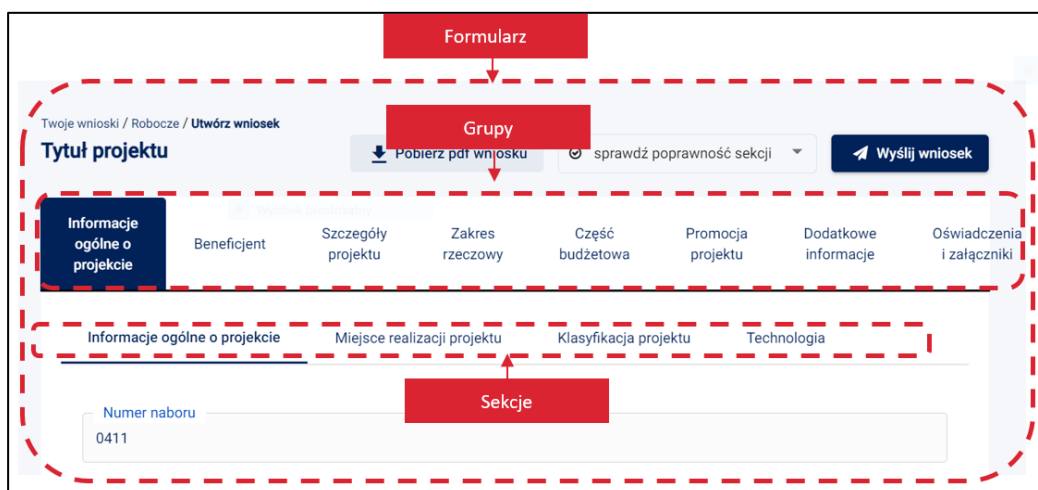 Formularz
Twoje wnioski / Robocze / Utwórz wniosek
Grupy
Tytuł projektu
Pobierz pdf wniosku
sprawdź poprawność sekcji
Wyślij wniosek
Informacje
ogólne o
projekcie
Beneficjent
Szczegóły
projektu
Zakres
rzeczowy
Część
budżetowa
Promocja
projektu
Dodatkowe
informacje
Oświadczenia
i załączniki
Informacje ogólne o projekcie
Miejsce realizacji projektu
Klasyfikacja projektu
Technologia
Sekcje
Numer naboru
0411